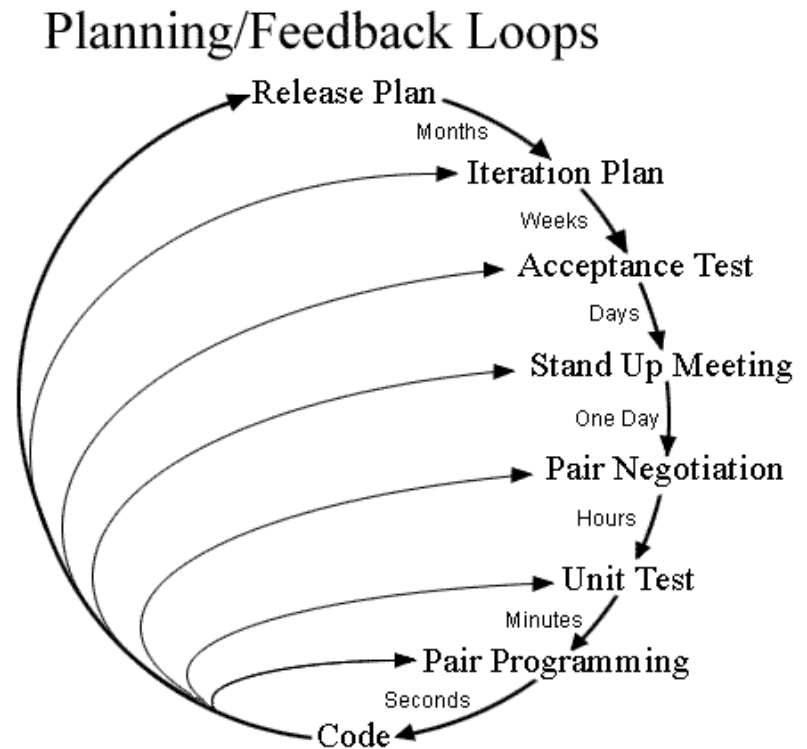 Planning/Feedback Loops
Release Plan
Months
Iteration Plan
Weeks
Acceptance Test
Days
Stand Up Meeting
One Day
Pair Negotiation
Hours
Unit Test
Minutes
Pair Programming
Seconds
Code